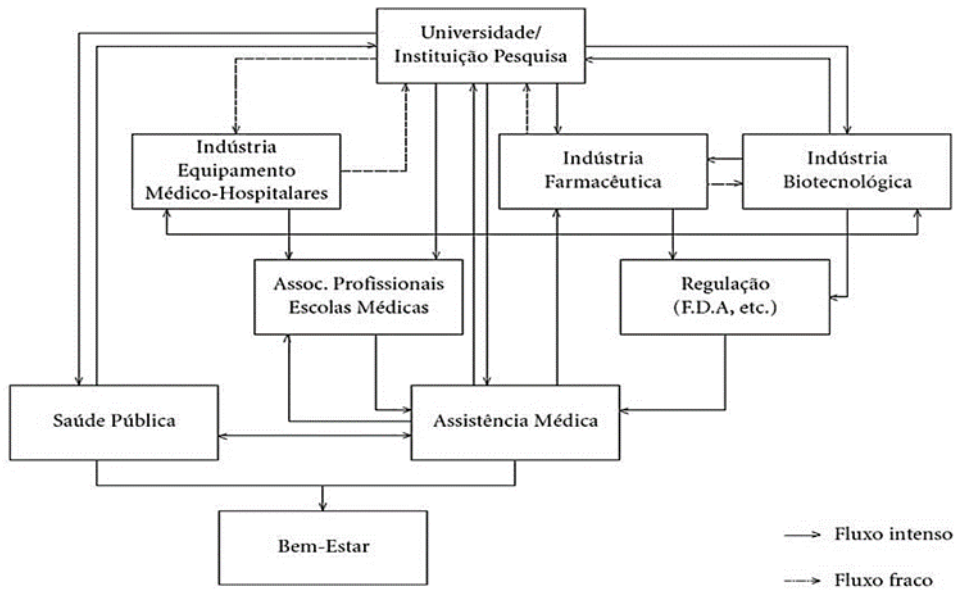 Universidade/
Instituição Pesquisa
Indústria
Equipamento
Médico-Hospitalares
Indústria
Farmacêutica
Indústria
Biotecnológica
Assoc. Profissionais
Escolas Médicas
Regulação
(F.D.A, etc.)
Saúde Pública
Assistência Médica
Bem-Estar
Fluxo intenso
Fluxo fraco